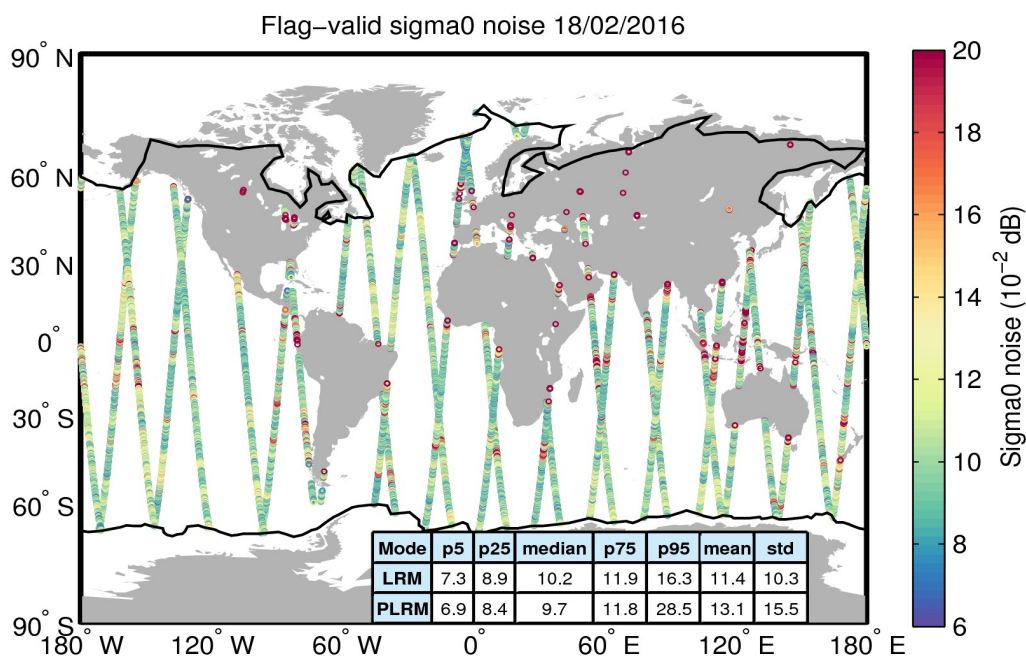 Flag−valid sigma0 noise 18/02/2016
90° N
60° N
30° N
0°
30° S
60° S
90° S
180° W
120° W
60° W
0°
60° E
120° E
180° E
Mode p5 p25 median p75 p95 mean std
LRM 7.3 8.9 10.2 11.9 16.3 11.4 10.3
PLRM 6.9 8.4 9.7 11.8 28.5 13.1 15.5
20
18
16
14
12
10
8
6
Sigma0 noise (10⁻² dB)